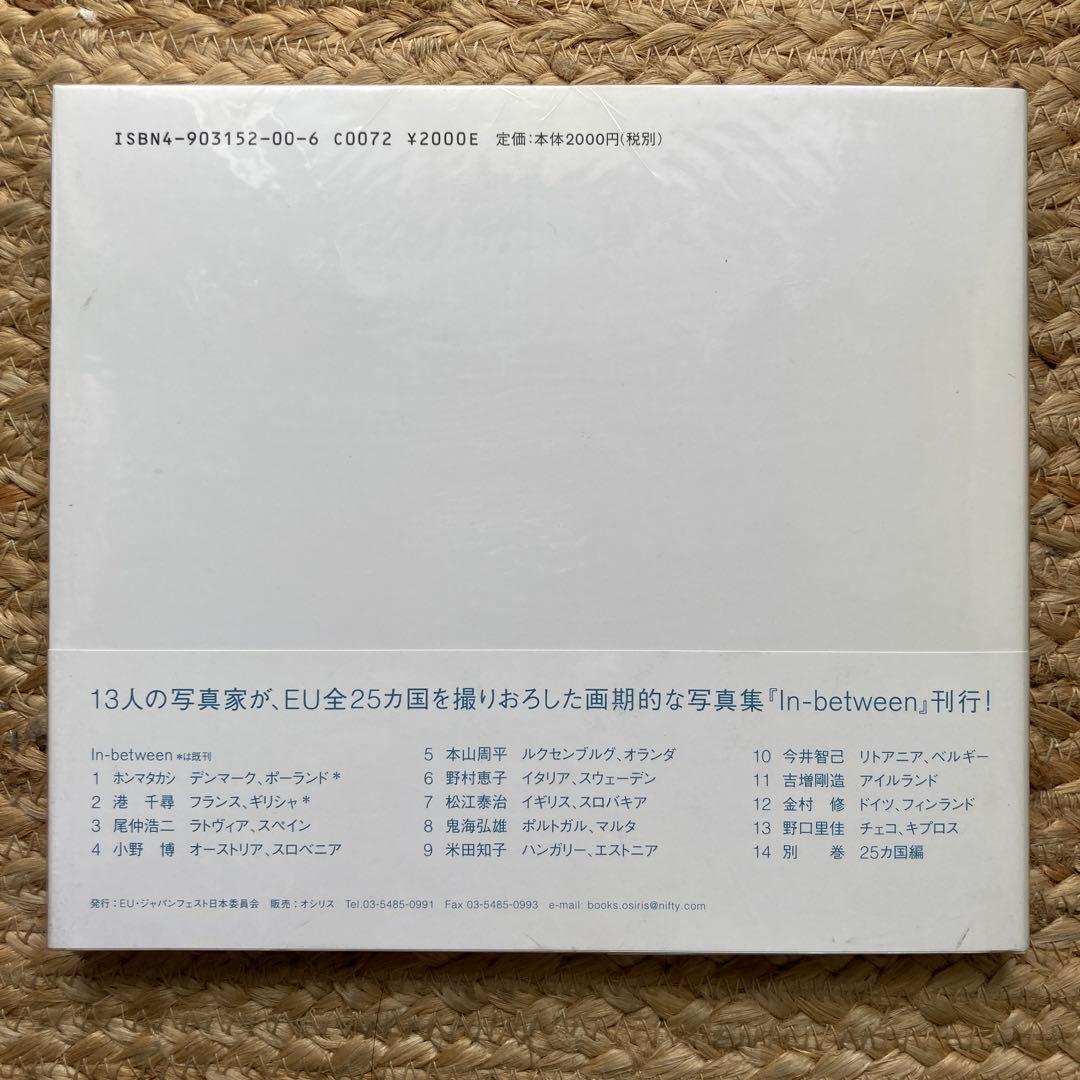 ISBN4-903152-00-6 C0072 ¥2000E 定価:本体2000円(税別)
13人の写真家が、EU全25カ国を撮りおろした画期的な写真集『In-between』刊行!
In-between *は既刊
1 ホンマタカシ デンマーク、ポーランド*
2 港 千尋 フランス、ギリシャ*
3 尾仲浩二 ラトヴィア、スペイン
4 小野 博 オーストリア、スロベニア
5 本山周平 ルクセンブルグ、オランダ
6 野村恵子 イタリア、スウェーデン
7 松江泰治 イギリス、スロバキア
8 鬼海弘雄 ポルトガル、マルタ
9 米田知子 ハンガリー、エストニア
10 今井智己 リトアニア、ベルギー
11 吉増剛造 アイルランド
12 金村 修 ドイツ、フィンランド
13 野口里佳 チェコ、キプロス
14 別 巻 25カ国編
発行:EU・ジャパンフェスト日本委員会 販売:オシリス Tel.03-5485-0991 Fax 03-5485-0993 e-mail: books.osiris@nifty.com